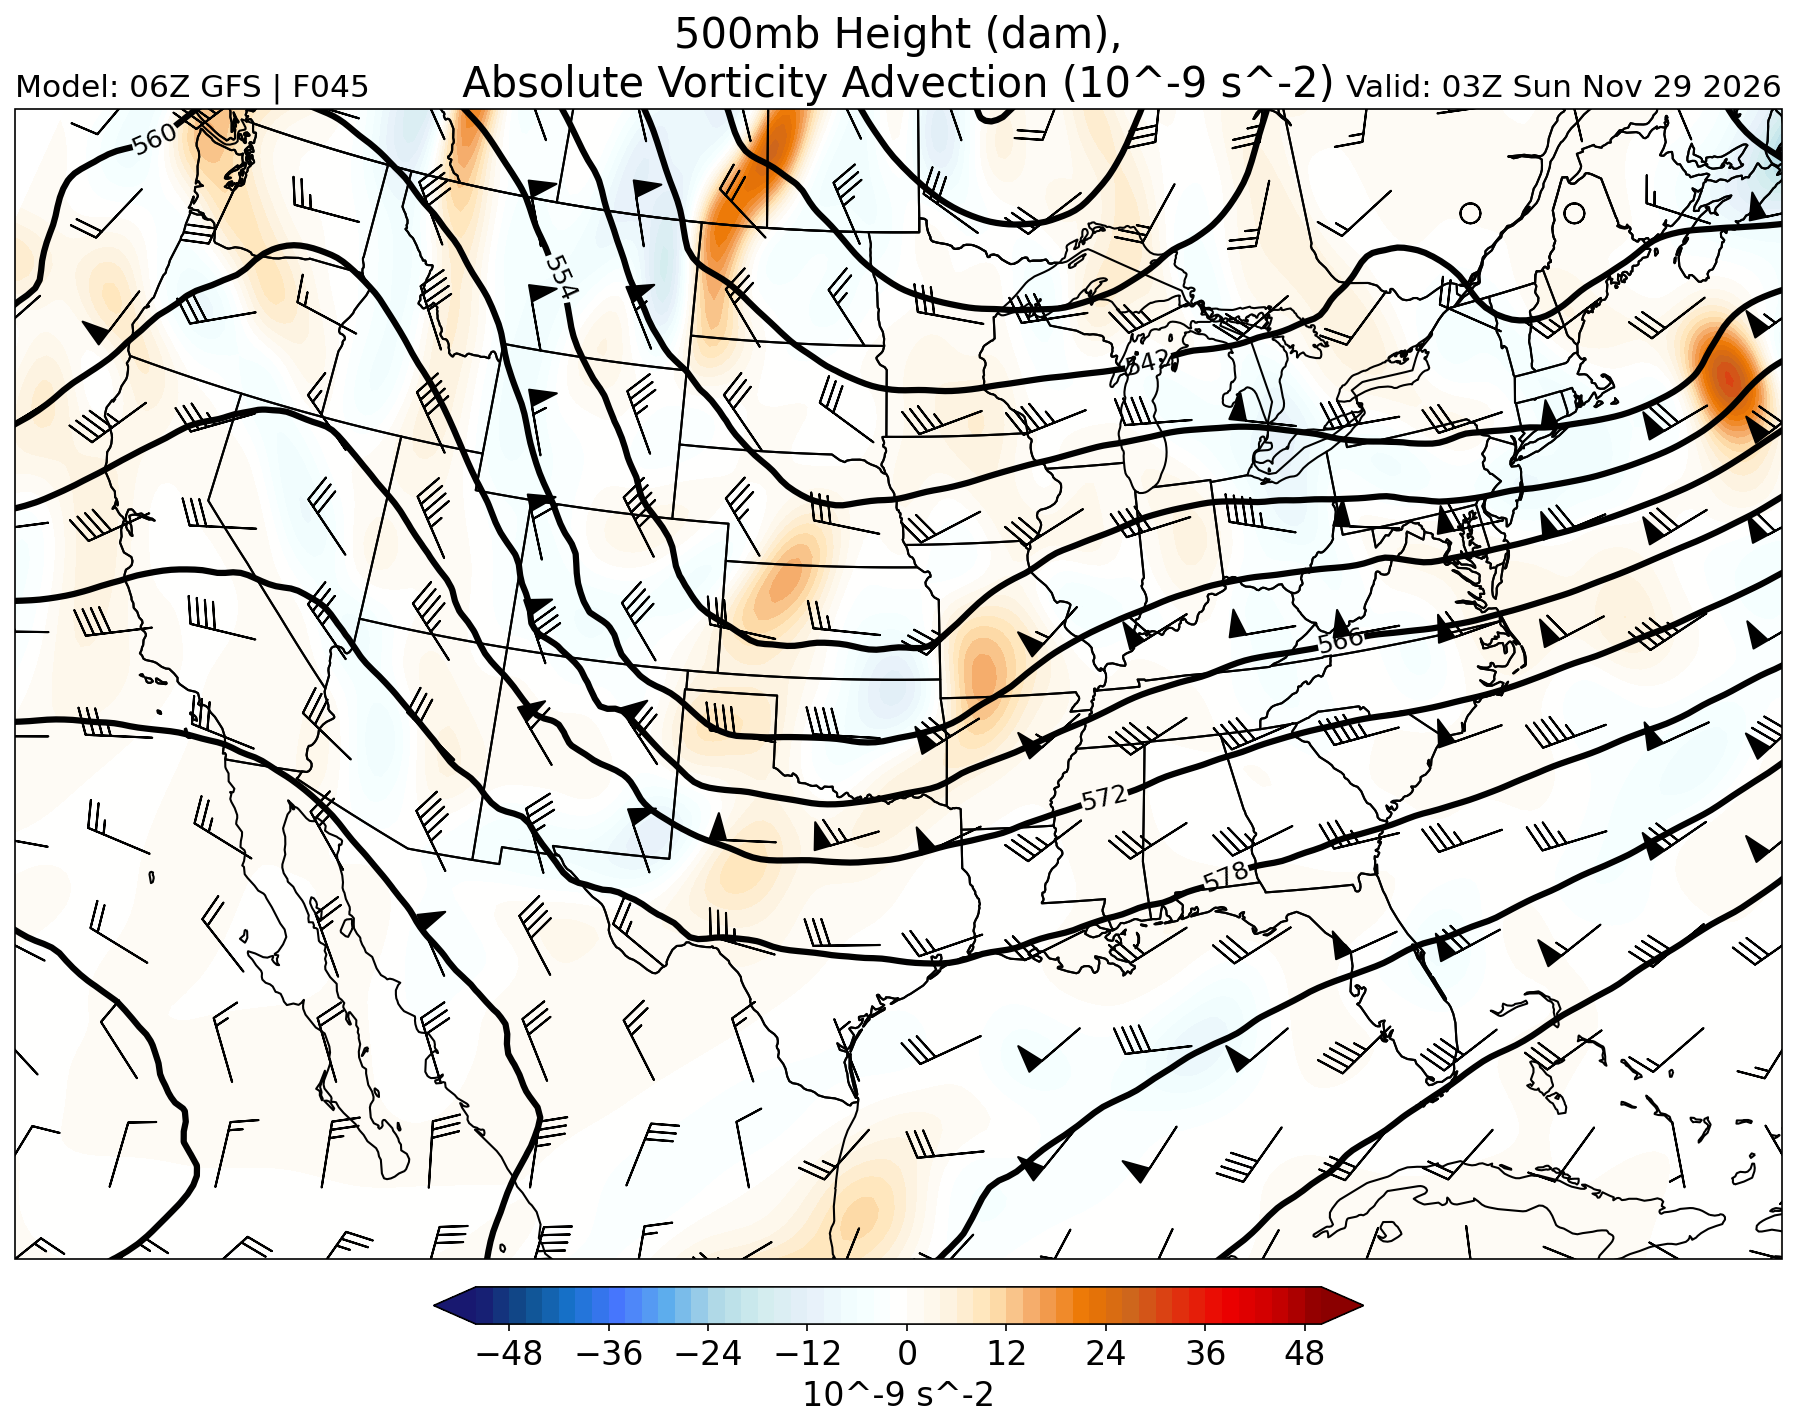 500mb Height (dam),
Model: 06Z GFS | F045 Absolute Vorticity Advection (10^-9 s^-2) Valid: 03Z Sun Nov 29 2026
560
554
542
566
572
578
−48 −36 −24 −12 0 12 24 36 48
10^-9 s^-2